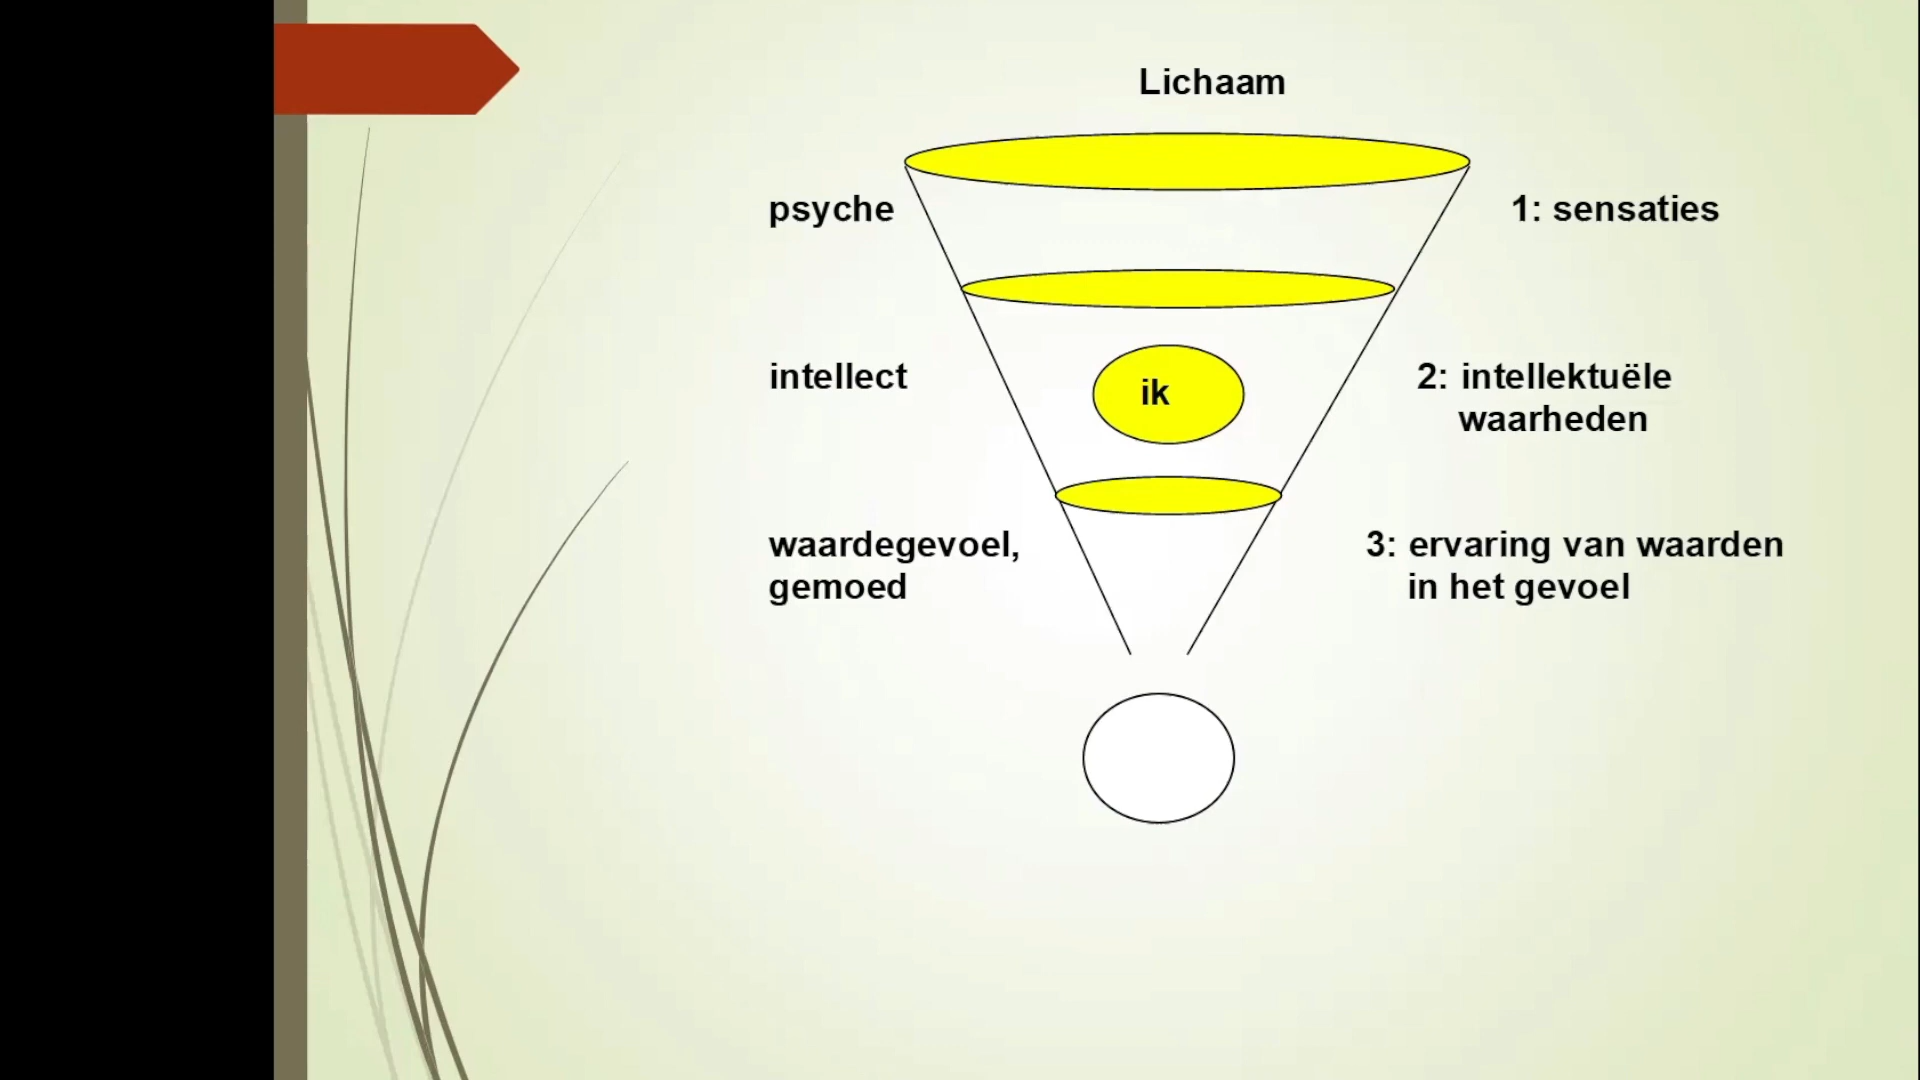 Lichaam
psyche
1: sensaties
intellect
ik
2: intellektuële
waarheden
waardegevoel,
gemoed
3: ervaring van waarden
in het gevoel